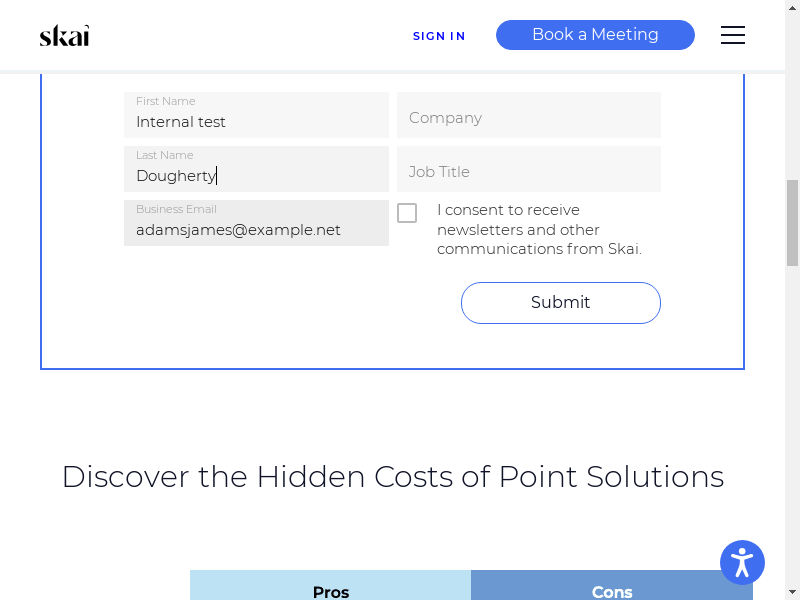 skai
SIGN IN
Book a Meeting
First Name
Internal test
Company
Last Name
Dougherty
Job Title
Business Email
adamsjames@example.net
I consent to receive
newsletters and other
communications from Skai.
Submit
Discover the Hidden Costs of Point Solutions
Pros
Cons